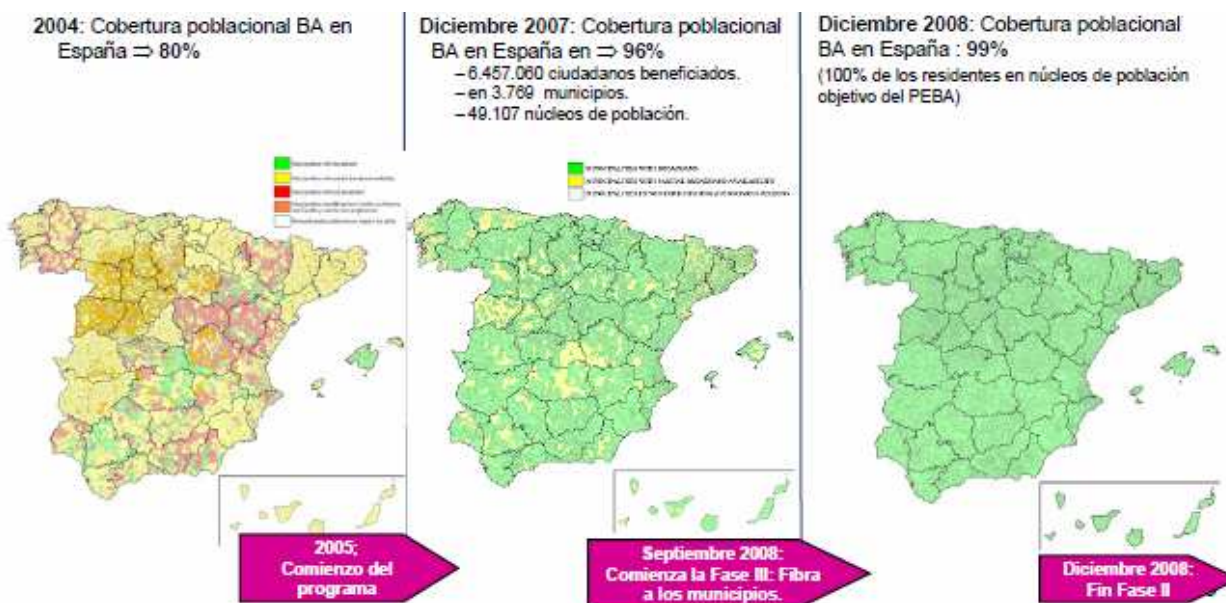 2004: Cobertura poblacional BA en
España ⇒ 80%
Diciembre 2007: Cobertura poblacional
BA en España en ⇒ 96%
– 6.457.060 ciudadanos beneficiados.
– en 3.769 municipios.
– 49.107 núcleos de población.
Diciembre 2008: Cobertura poblacional
BA en España : 99%
(100% de los residentes en núcleos de población
objetivo del PEBA)
2005;
Comienzo del
programa
Septiembre 2008:
Comienza la Fase III: Fibra
a los municipios.
Diciembre 2008:
Fin Fase II